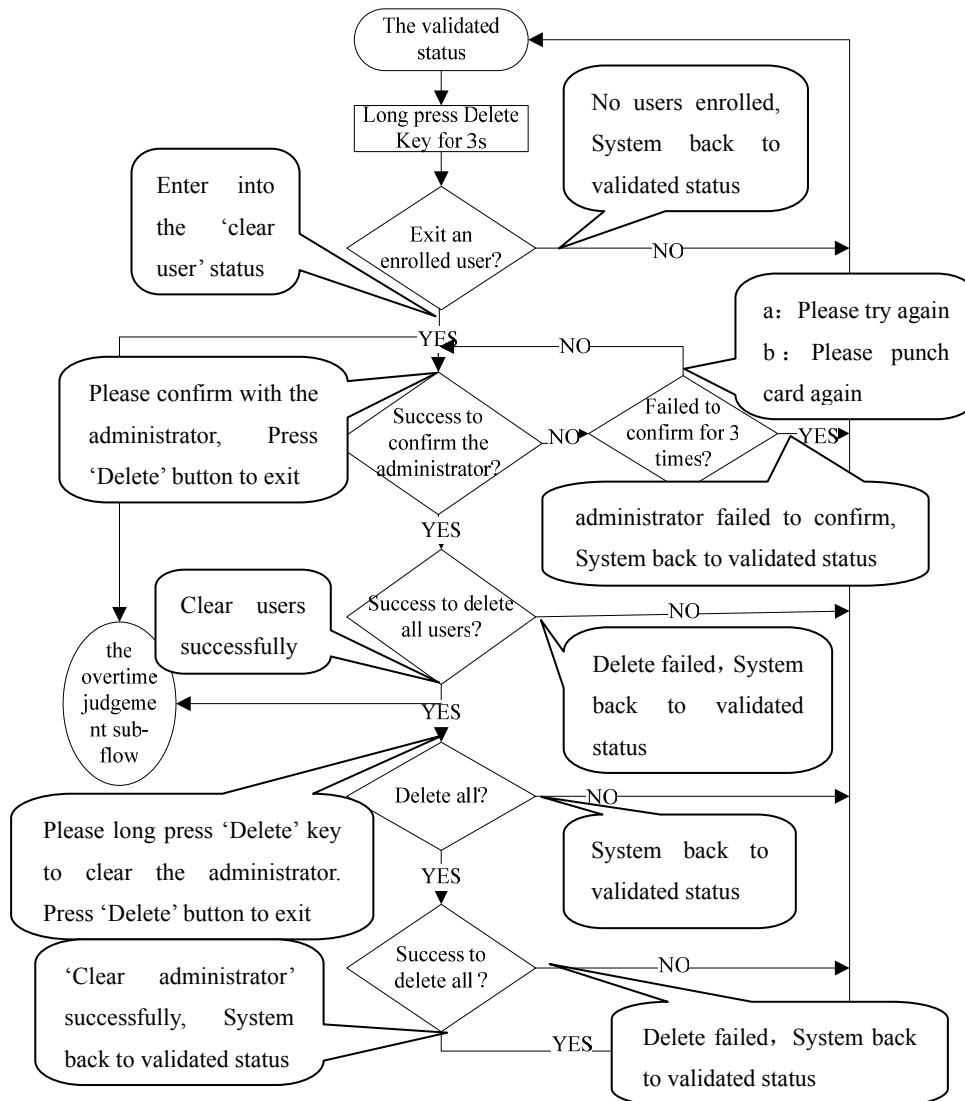 The validated
status
Long press Delete
Key for 3s
No users enrolled,
System back to
validated status
Enter into
the ‘clear
user’ status
Exit an
enrolled user?
NO
YES
a：Please try again
b：Please punch
card again
NO
Please confirm with the
administrator, Press
‘Delete’ button to exit
Success to
confirm the
administrator?
NO
Failed to
confirm for 3
times?
YES
administrator failed to confirm,
System back to validated status
YES
Clear users
successfully
Success to delete
all users?
NO
Delete failed，System
back to validated
status
the
overtime
judgeme
nt sub-
flow
YES
Please long press ‘Delete’ key
to clear the administrator.
Press ‘Delete’ button to exit
Delete all?
NO
System back to
validated status
YES
‘Clear administrator’
successfully, System
back to validated status
Success to
delete all ?
NO
YES
Delete failed，System back
to validated status